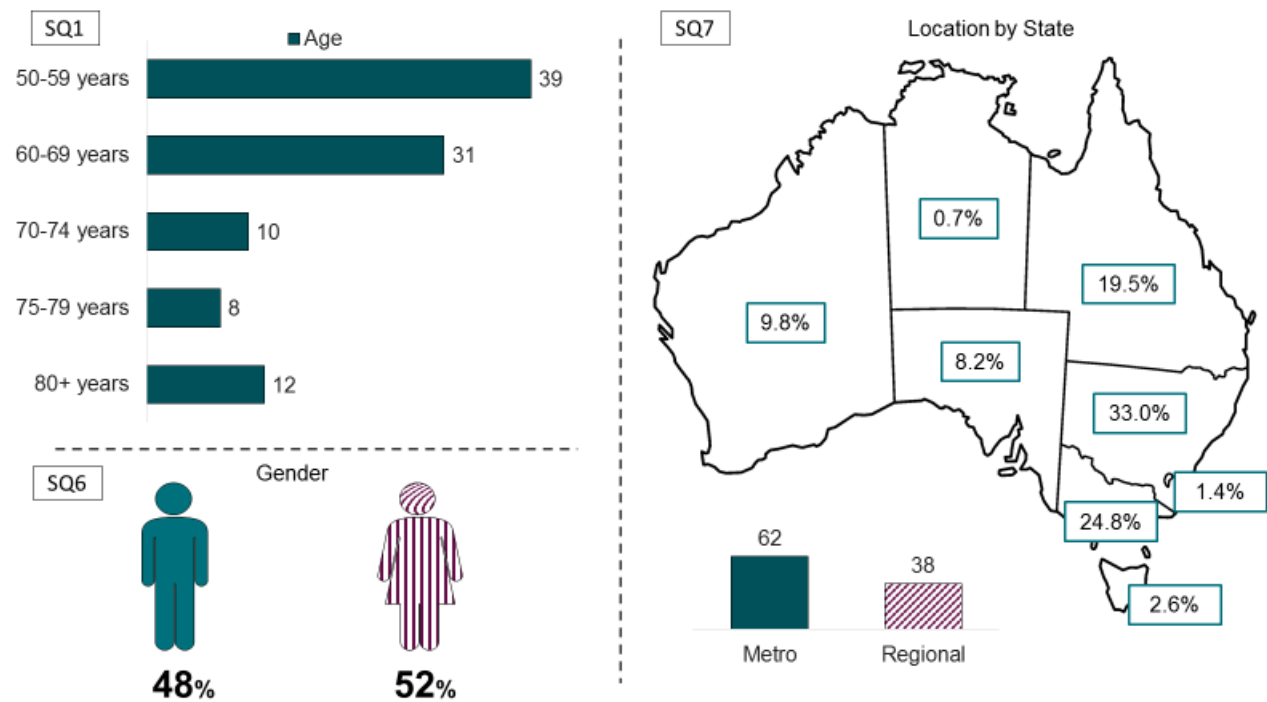 SQ1
Age
50-59 years 39
60-69 years 31
70-74 years 10
75-79 years 8
80+ years 12
SQ6
Gender
48%
52%
SQ7
Location by State
0.7%
19.5%
9.8%
8.2%
33.0%
1.4%
24.8%
2.6%
62
38
Metro
Regional